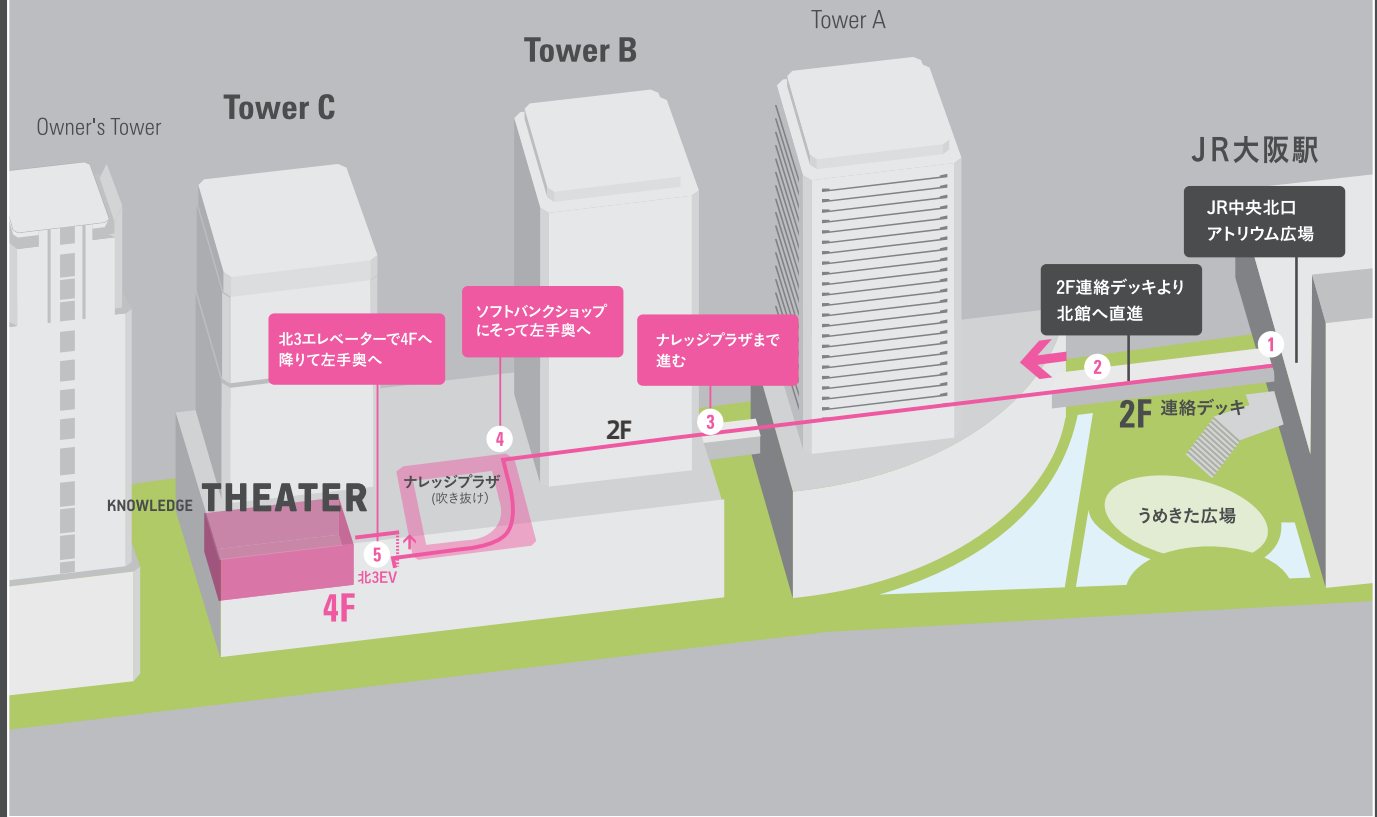 Tower A
Tower B
Tower C
Owner's Tower
JR大阪駅
JR中央北口
アトリウム広場
2F連絡デッキより
北館へ直進
ソフトバンクショップ
にそって左手奥へ
北3エレベーターで4Fへ
降りて左手奥へ
ナレッジプラザまで
進む
1
2
2F 連絡デッキ
3
2F
4
ナレッジプラザ
(吹き抜け)
KNOWLEDGE THEATER
うめきた広場
5
北3EV
4F